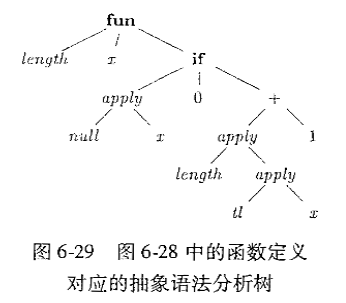 fun
length x if
apply 0 +
null x apply 1
length apply
tl x
图 6-29 图 6-28 中的函数定义
对应的抽象语法分析树